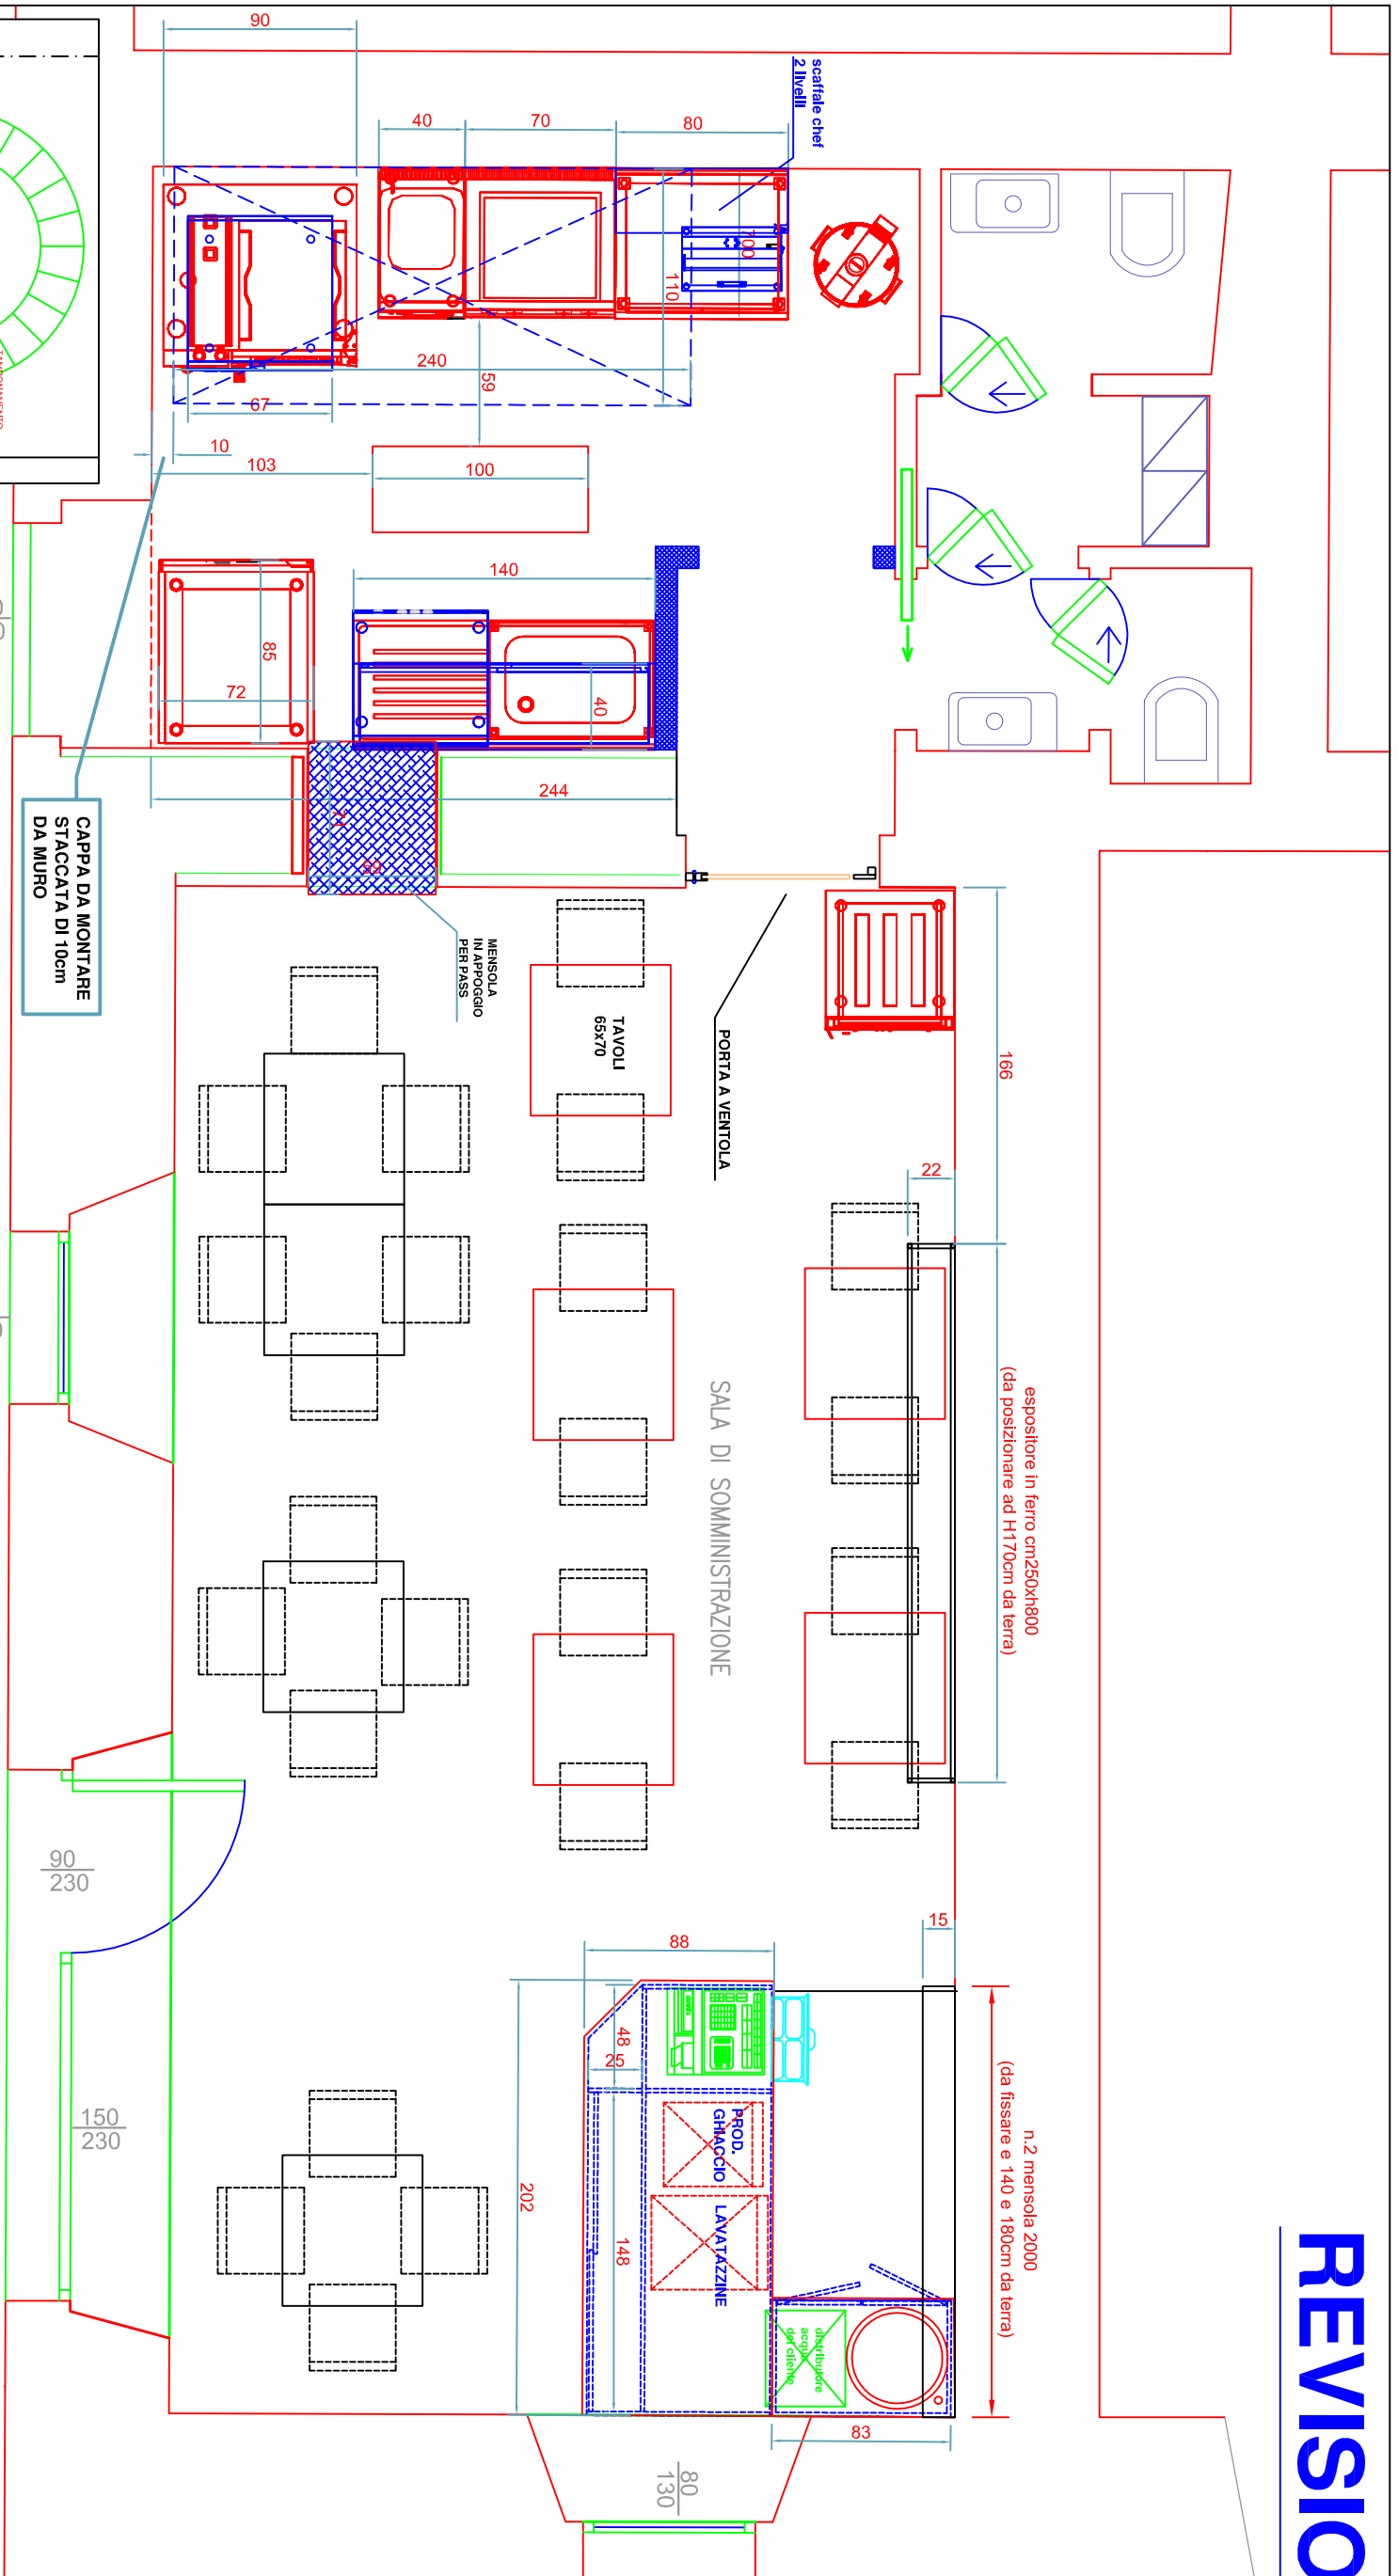 REVISIO
90
scaffale chef
2 livelli
40
70
80
700
110
240
59
67
10
103
100
140
85
72
40
244
CAPPA DA MONTARE
STACCATA DI 10cm
DA MURO
MENSOLA
IN APPOGGIO
PER PASS
TAVOLI
65x70
PORTA A VENTOLA
166
22
espositore in ferro cm250xh800
(da posizionare ad H170cm da terra)
SALA DI SOMMINISTRAZIONE
90
230
150
230
15
88
48
25
n.2 mensola 2000
(da fissare e 140 e 180cm da terra)
PROD.
GHIACCIO
LAVATAZZINE
202
148
distributore
acqua
del cliente
83
80
130